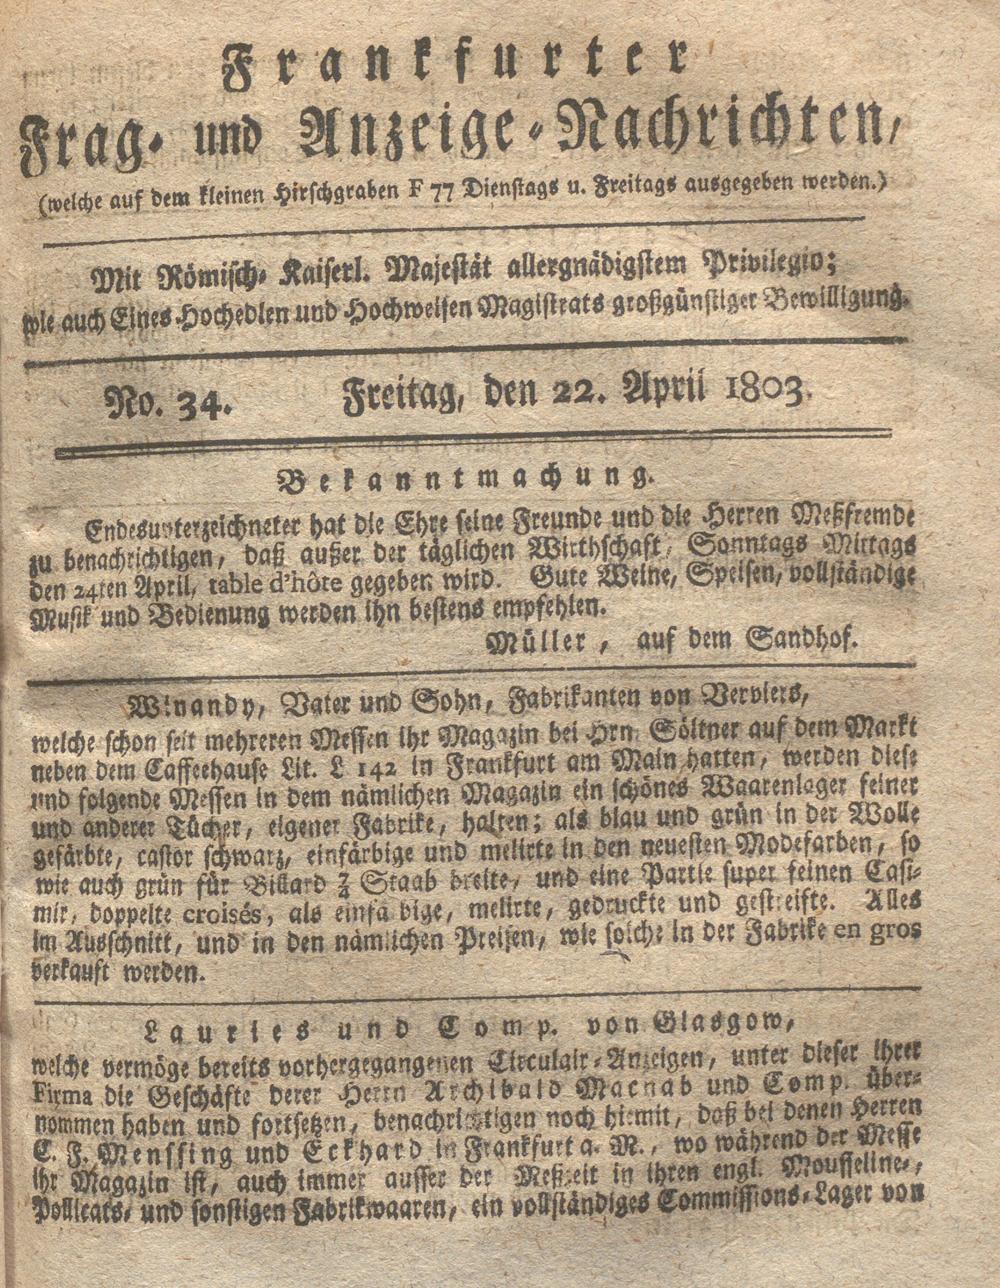 Frankfurter
Frag- und Anzeige-Nachrichten,
(welche auf dem kleinen Hirschgraben F 77 Dienstags u. Freitags ausgegeben werden.)
Mit Römisch- Kaiserl. Majestät allergnädigstem Privilegio;
wie auch Eines Hochedlen und Hochweisen Magistrats großgünstiger Bewilligung.
No. 34. Freitag, den 22. April 1803.
Bekanntmachung.
Endesunterzeichneter hat die Ehre seine Freunde und die Herren Meßfremde
zu benachrichtigen, daß außer der täglichen Wirthschaft, Sonntags Mittags
den 24ten April, table d'hôte gegeben wird. Gute Weine, Speisen, vollständige
Musik und Bedienung werden ihn bestens empfehlen.
Müller, auf dem Sandhof.
Winandy, Vater und Sohn, Fabrikanten von Verviers,
welche schon seit mehreren Messen ihr Magazin bei Hrn. Söltner auf dem Markt
neben dem Caffeehause Lit. L 142 in Frankfurt am Main hatten, werden diese
und folgende Messen in dem nämlichen Magazin ein schönes Waarenlager feiner
und anderer Tücher, eigener Fabrike, halten; als blau und grün in der Wolle
gefärbte, castor schwarz, einfärbige und melirte in den neuesten Modefarben, so
wie auch grün für Billard Staab breite, und eine Partie super feinen Casi-
mir, doppelte croisés, als einfä bige, melirte, gedruckte und gestreifte. Alles
im Ausschnitt, und in den nämlichen Preisen, wie solche in der Fabrike en gros
verkauft werden.
Lauries und Comp. von Glasgow,
welche vermöge bereits vorhergegangenen Circulair-Anzeigen, unter dieser ihrer
Firma die Geschäfte derer Herrn Archibald Macnab und Comp. über-
nommen haben und fortsetzen, benachrichtigen noch hiemit, daß bei denen Herren
C. F. Menssing und Eckhard in Frankfurt a. M., wo während der Messe
ihr Magazin ist, auch immer ausser der Meßzeit in ihren engl. Mousseline-,
Pollicats- und sonstigen Fabrikwaaren, ein vollständiges Commissions-Lager von